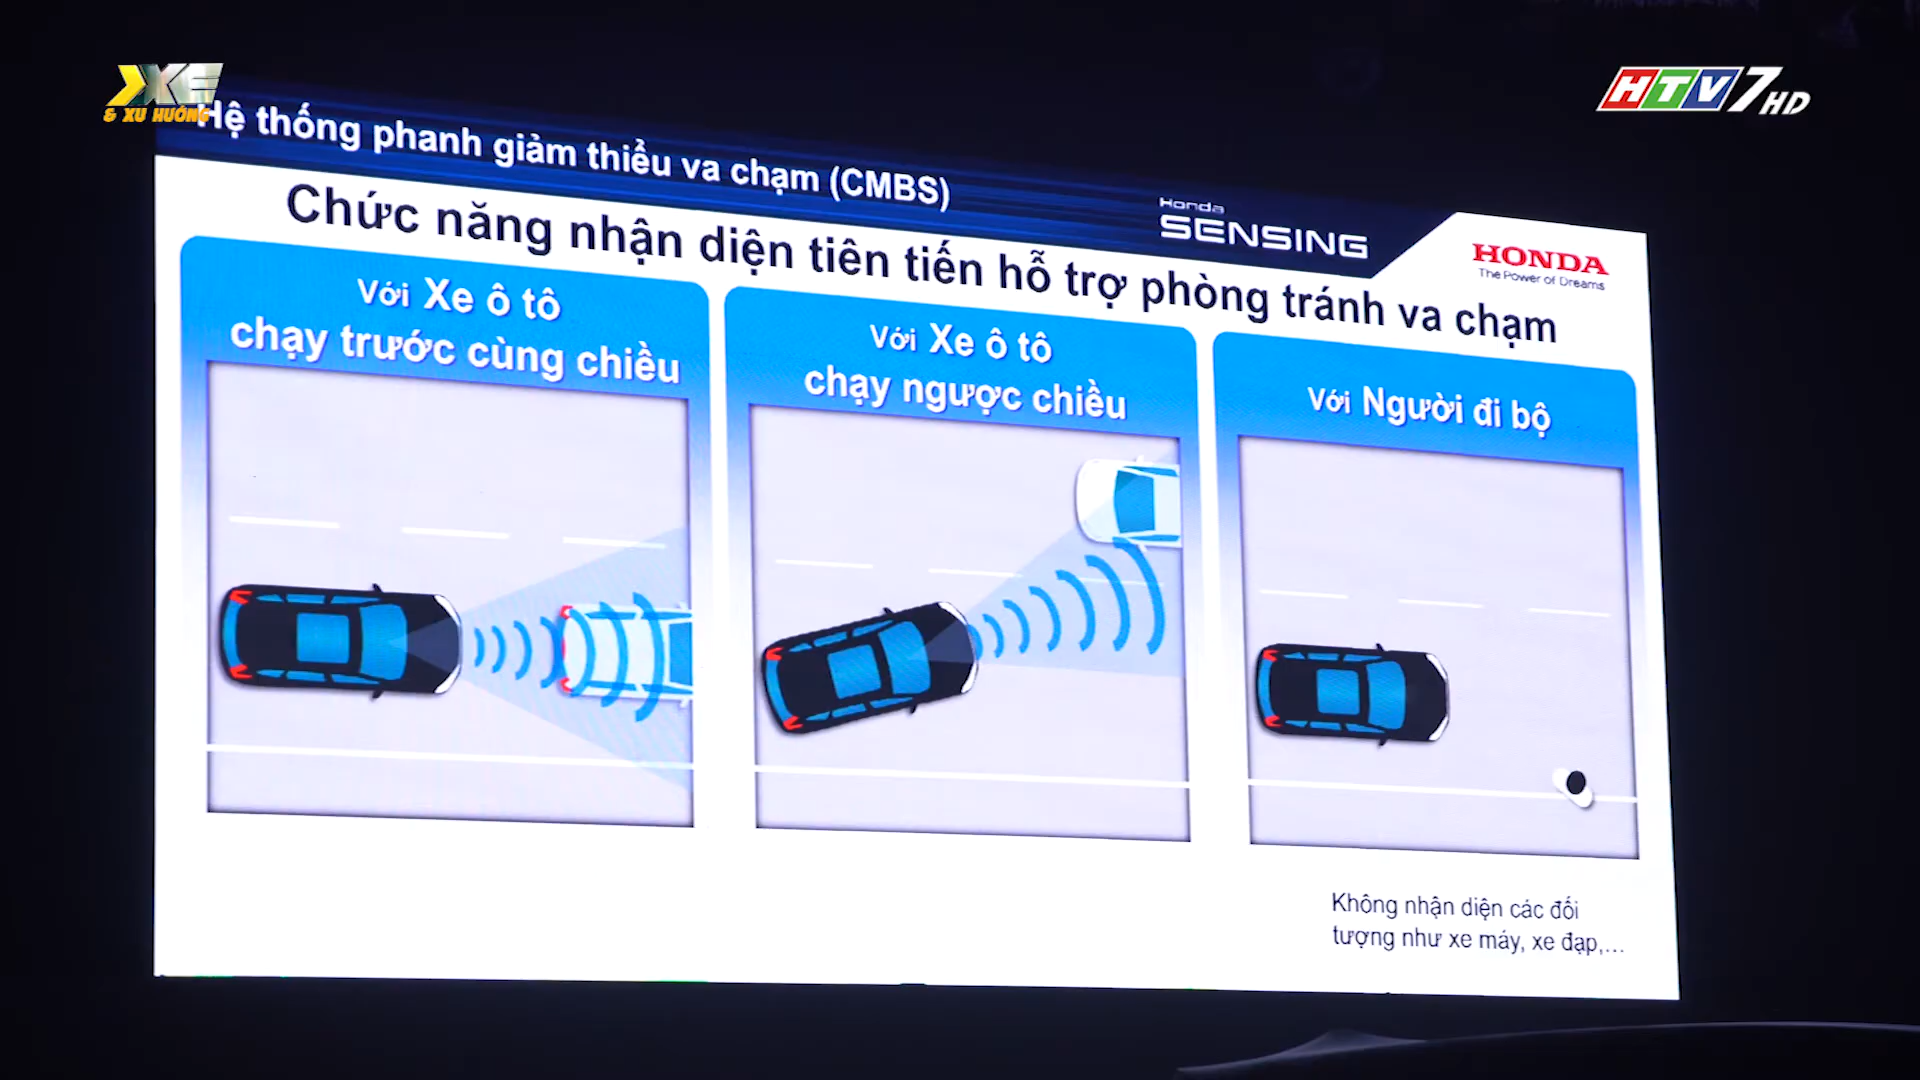 XE
& XU HƯỚNG
HTV7 HD
Hệ thống phanh giảm thiểu va chạm (CMBS)
Honda
SENSING
HONDA
The Power of Dreams
Chức năng nhận diện tiên tiến hỗ trợ phòng tránh va chạm
Với Xe ô tô
chạy trước cùng chiều
Với Xe ô tô
chạy ngược chiều
Với Người đi bộ
Không nhận diện các đối
tượng như xe máy, xe đạp,...